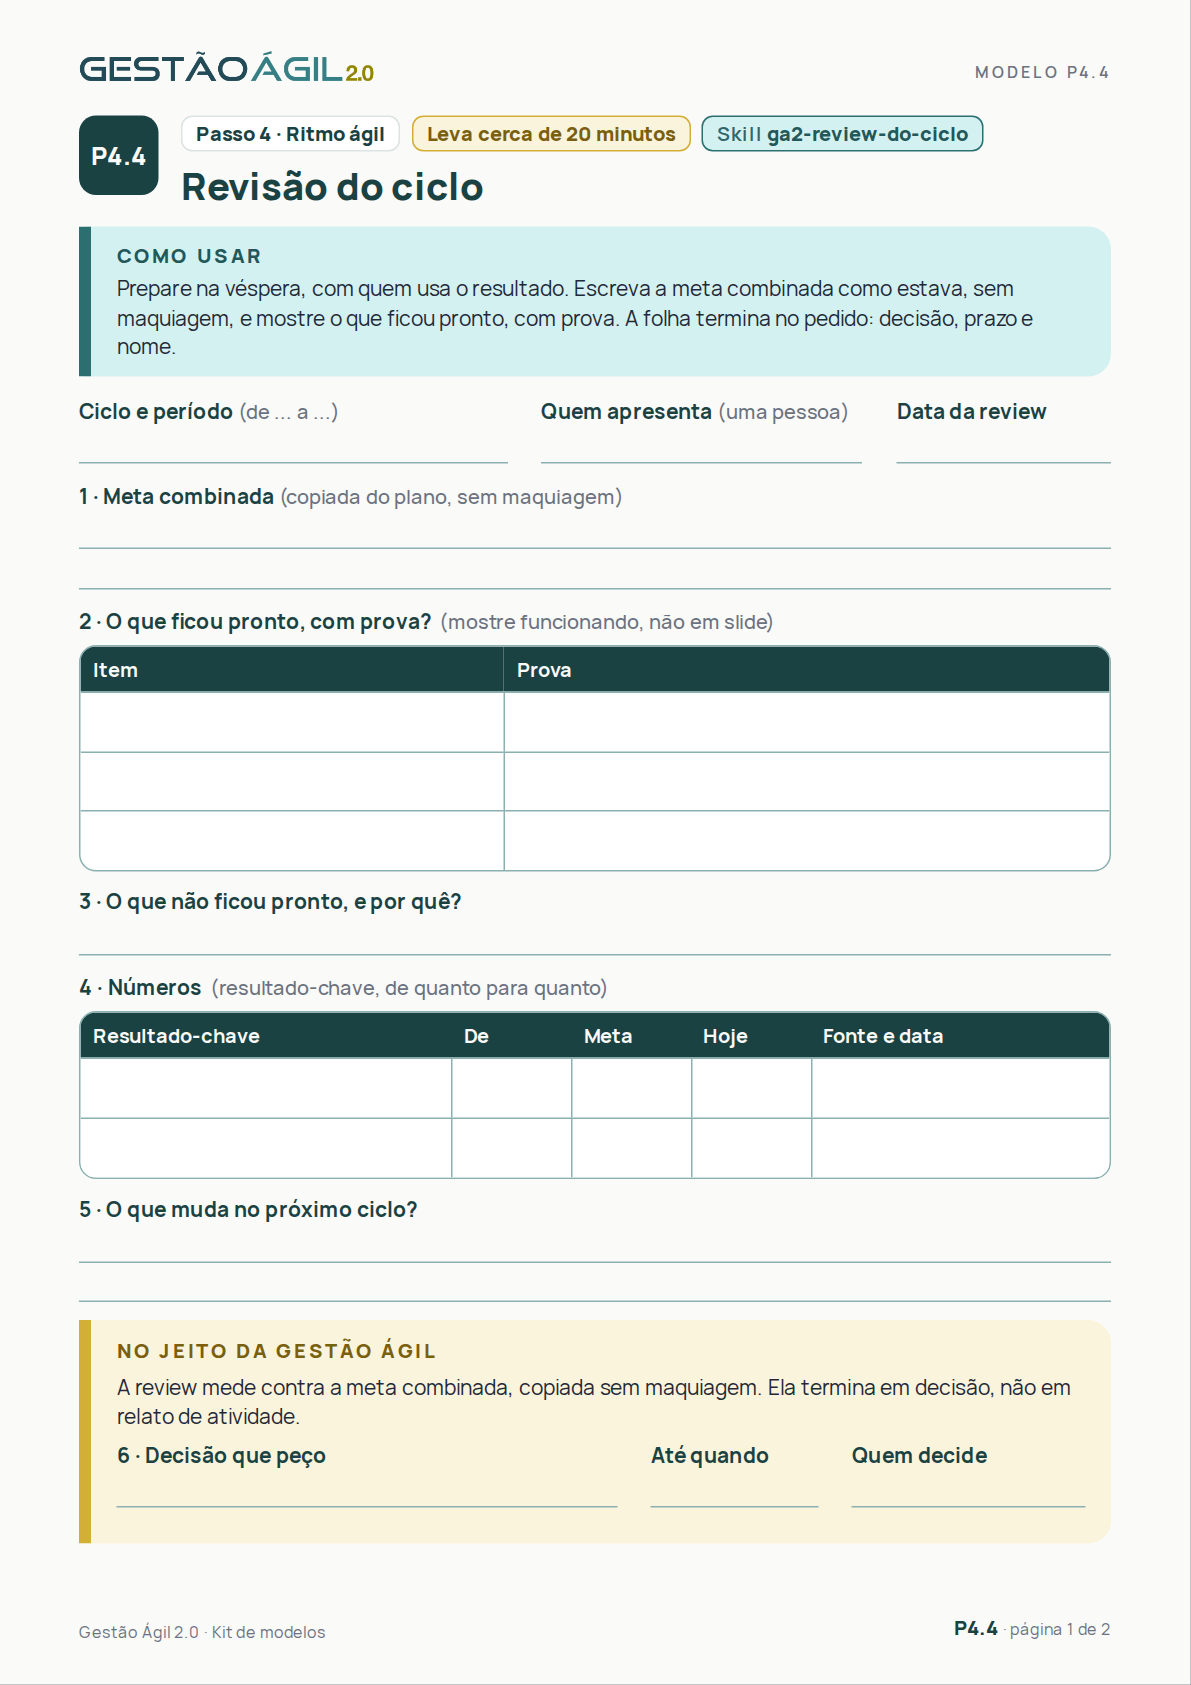 GESTÃOÁGIL2.0
MODELO P4.4
P4.4
Passo 4 · Ritmo ágil
Leva cerca de 20 minutos
Skill ga2-review-do-ciclo
Revisão do ciclo
COMO USAR
Prepare na véspera, com quem usa o resultado. Escreva a meta combinada como estava, sem
maquiagem, e mostre o que ficou pronto, com prova. A folha termina no pedido: decisão, prazo e
nome.
Ciclo e período (de ... a ...)
Quem apresenta (uma pessoa)
Data da review
1 · Meta combinada (copiada do plano, sem maquiagem)
2 · O que ficou pronto, com prova? (mostre funcionando, não em slide)
Item
Prova
3 · O que não ficou pronto, e por quê?
4 · Números (resultado-chave, de quanto para quanto)
Resultado-chave
De
Meta
Hoje
Fonte e data
5 · O que muda no próximo ciclo?
NO JEITO DA GESTÃO ÁGIL
A review mede contra a meta combinada, copiada sem maquiagem. Ela termina em decisão, não em
relato de atividade.
6 · Decisão que peço
Até quando
Quem decide
Gestão Ágil 2.0 · Kit de modelos
P4.4 · página 1 de 2